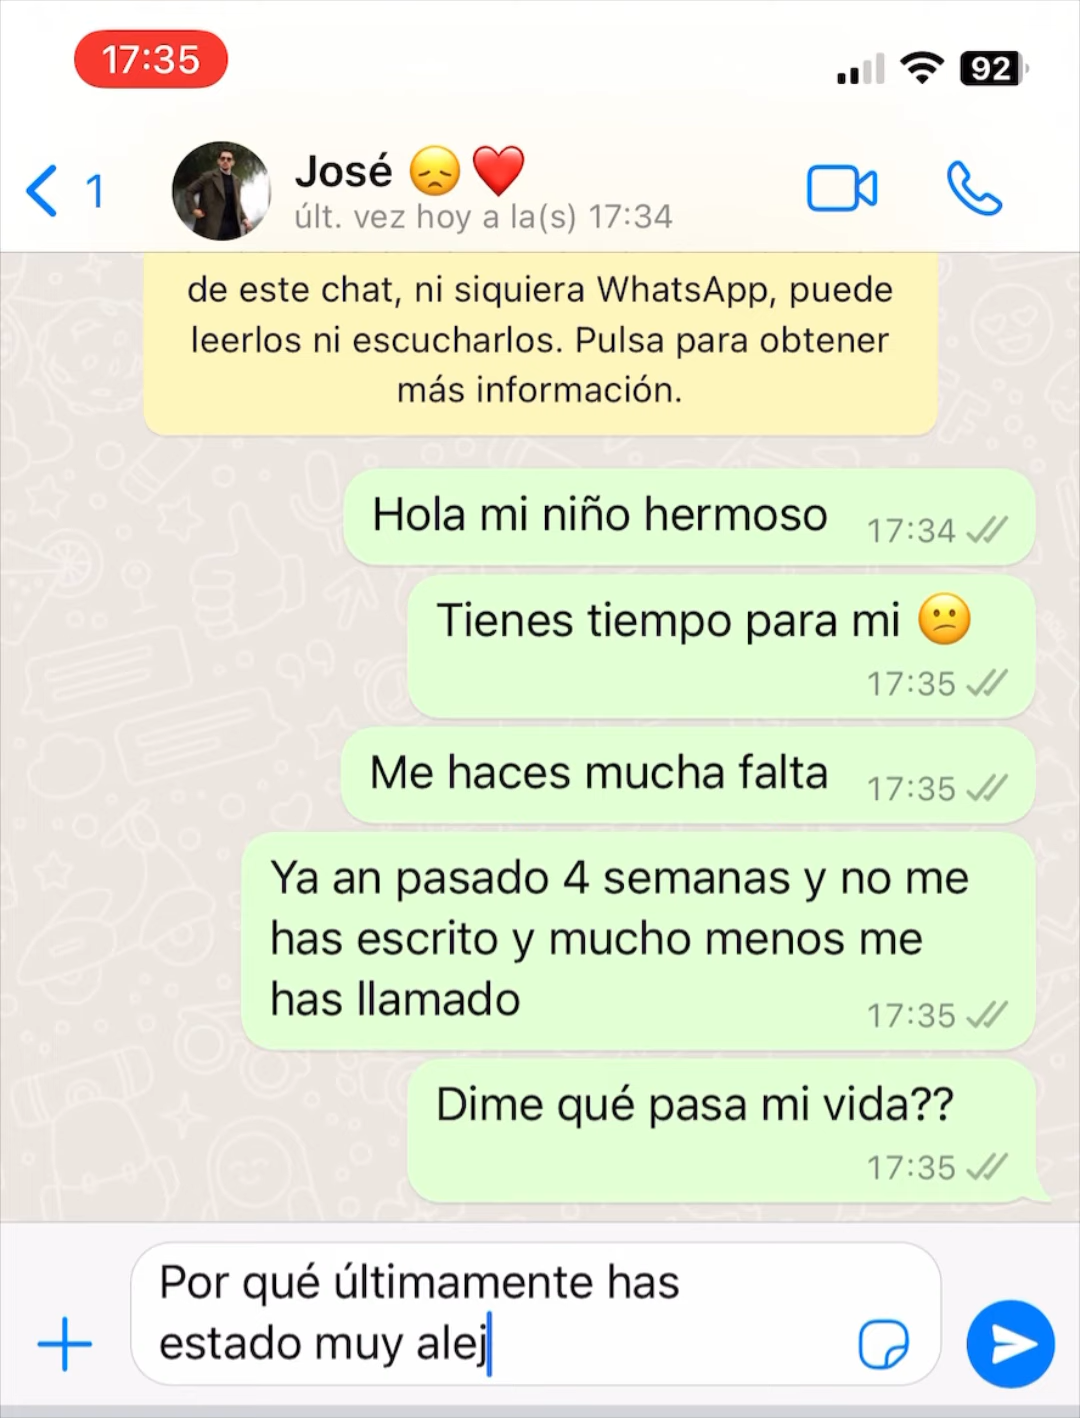 17:35
92
1
José 😞❤️
últ. vez hoy a la(s) 17:34
de este chat, ni siquiera WhatsApp, puede
leerlos ni escucharlos. Pulsa para obtener
más información.
Hola mi niño hermoso 17:34
Tienes tiempo para mi 😕
17:35
Me haces mucha falta 17:35
Ya an pasado 4 semanas y no me
has escrito y mucho menos me
has llamado 17:35
Dime qué pasa mi vida??
17:35
Por qué últimamente has
estado muy alej